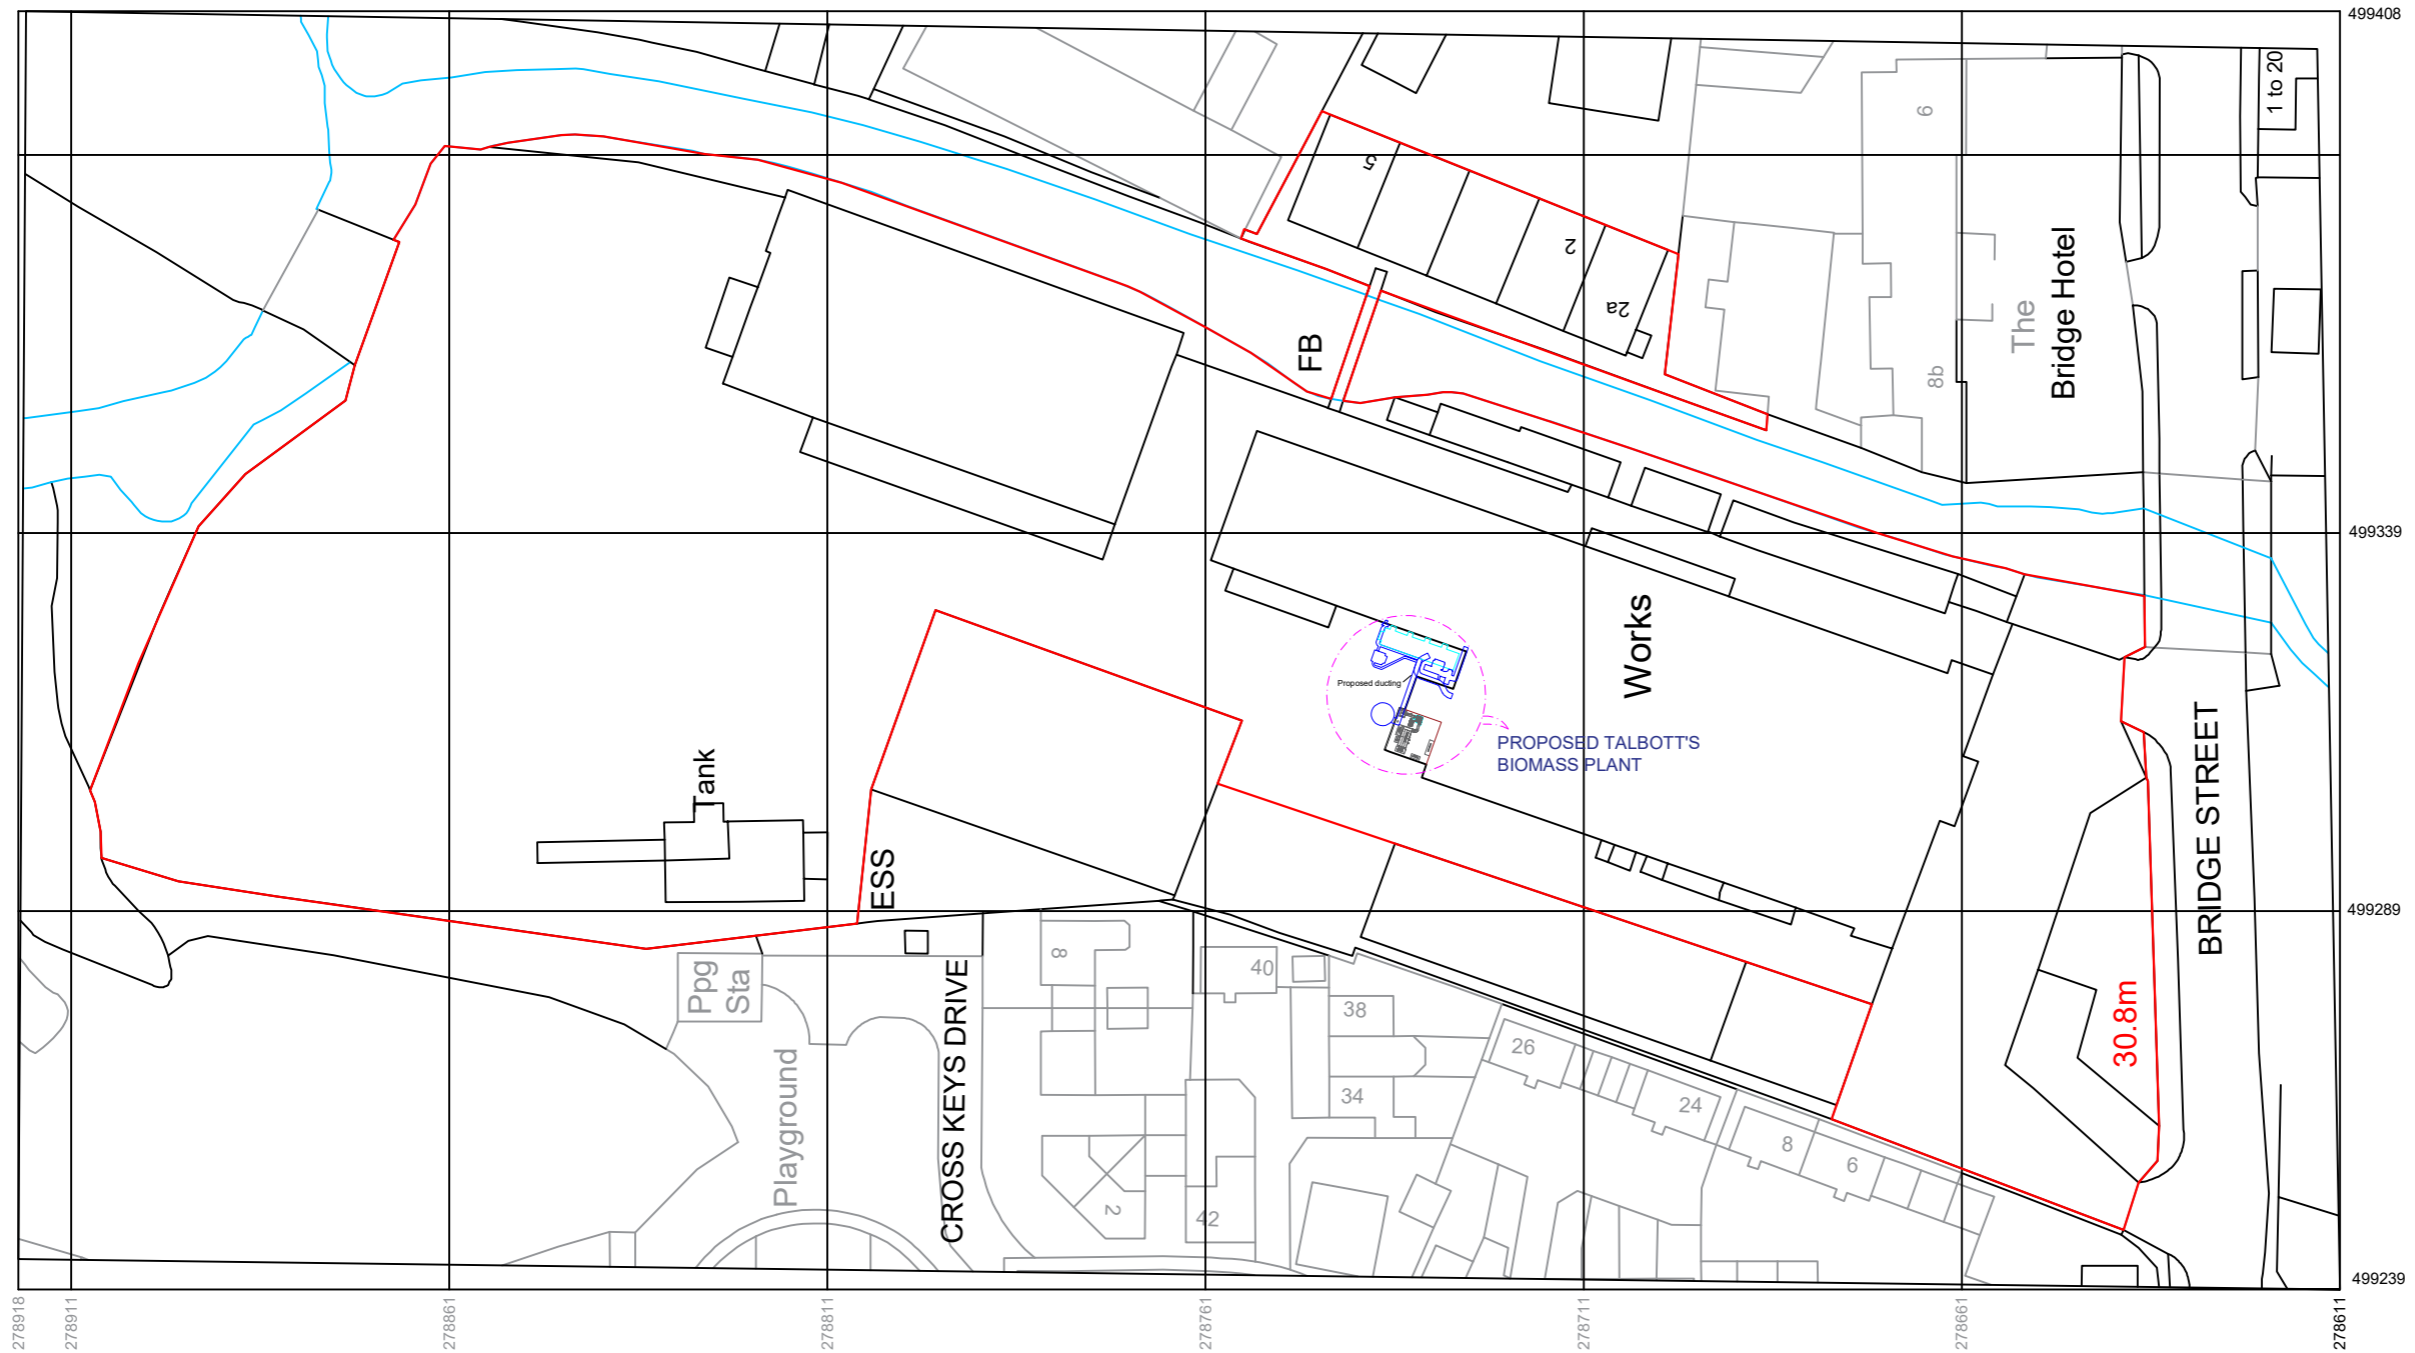 499408
1 to 20
6
5
2
2a
The
Bridge Hotel
FB
8b
499339
Works
Proposed ducting
PROPOSED TALBOTT'S
BIOMASS PLANT
Tank
BRIDGE STREET
ESS
499289
8
40
Ppg
Sta
CROSS KEYS DRIVE
38
30.8m
26
34
24
Playground
8
6
2
42
499239
278918
278911
278861
278811
278761
278711
278661
278611